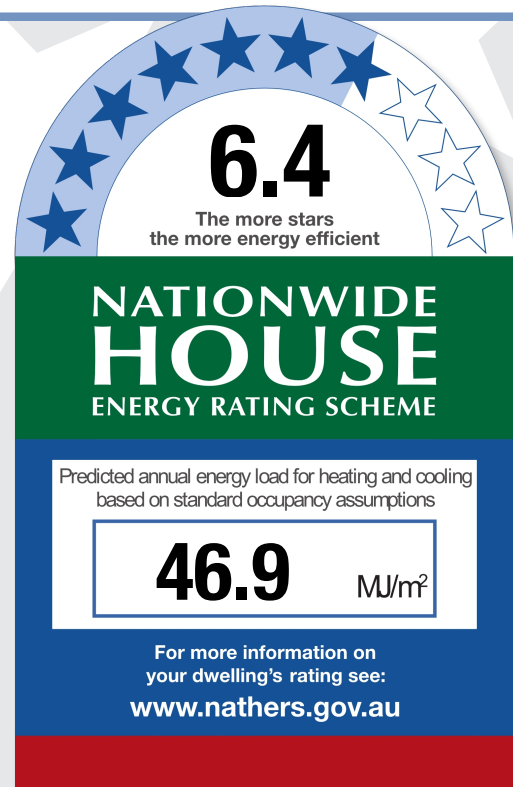 6.4
The more stars
the more energy efficient
NATIONWIDE
HOUSE
ENERGY RATING SCHEME
Predicted annual energy load for heating and cooling
based on standard occupancy assumptions
46.9 MJ/m²
For more information on
your dwelling's rating see:
www.nathers.gov.au